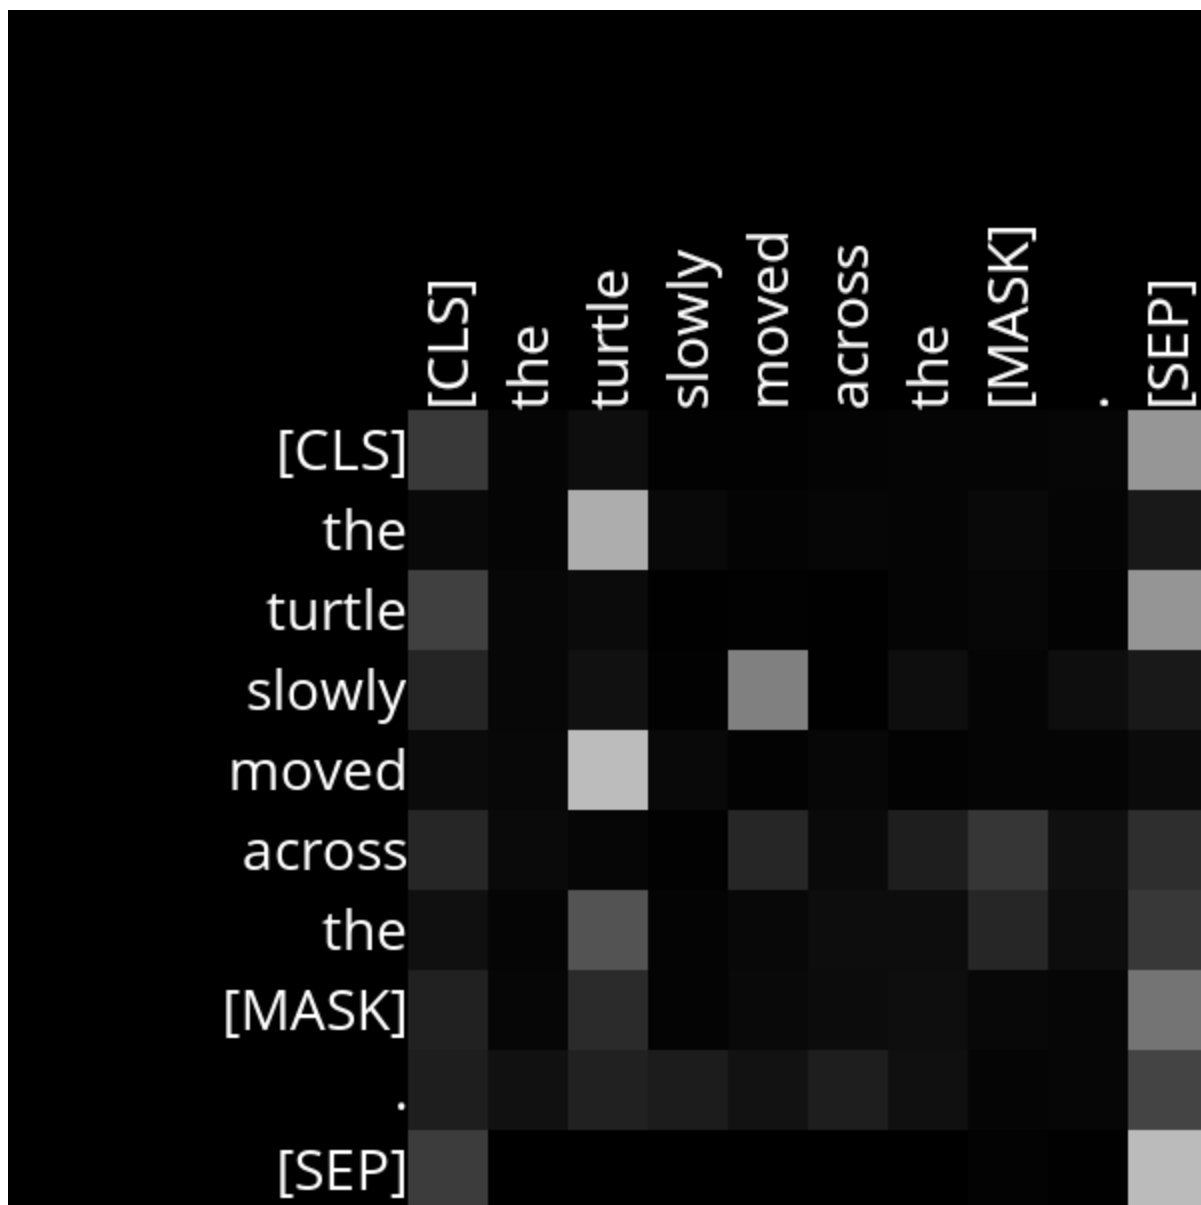 [CLS]
the
turtle
slowly
moved
across
the
[MASK]
.
[SEP]
[CLS]
the
turtle
slowly
moved
across
the
[MASK]
.
[SEP]